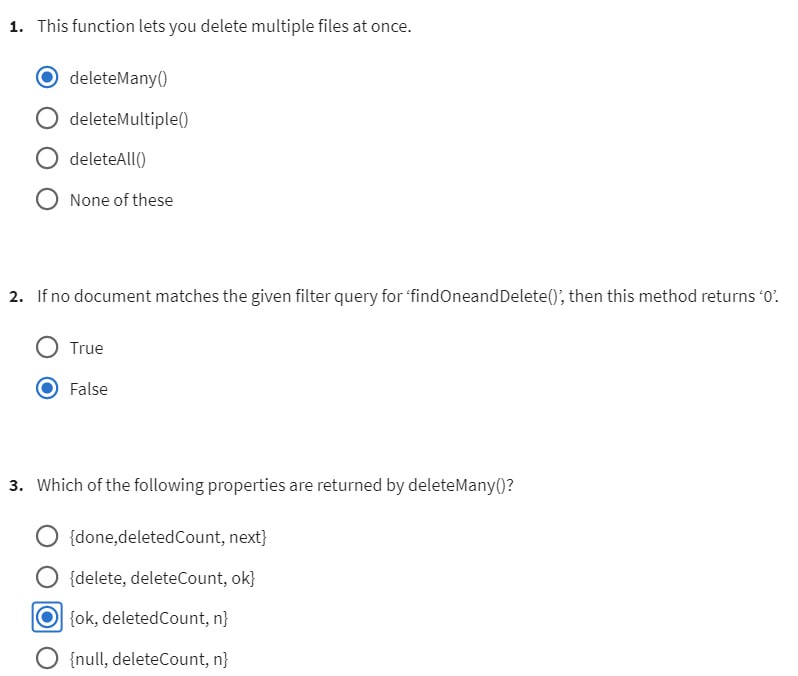 1. This function lets you delete multiple files at once.
deleteMany()
deleteMultiple()
deleteAll()
None of these
2. If no document matches the given filter query for ‘findOneandDelete()’, then this method returns ‘0’.
True
False
3. Which of the following properties are returned by deleteMany()?
{done,deletedCount, next}
{delete, deleteCount, ok}
{ok, deletedCount, n}
{null, deleteCount, n}